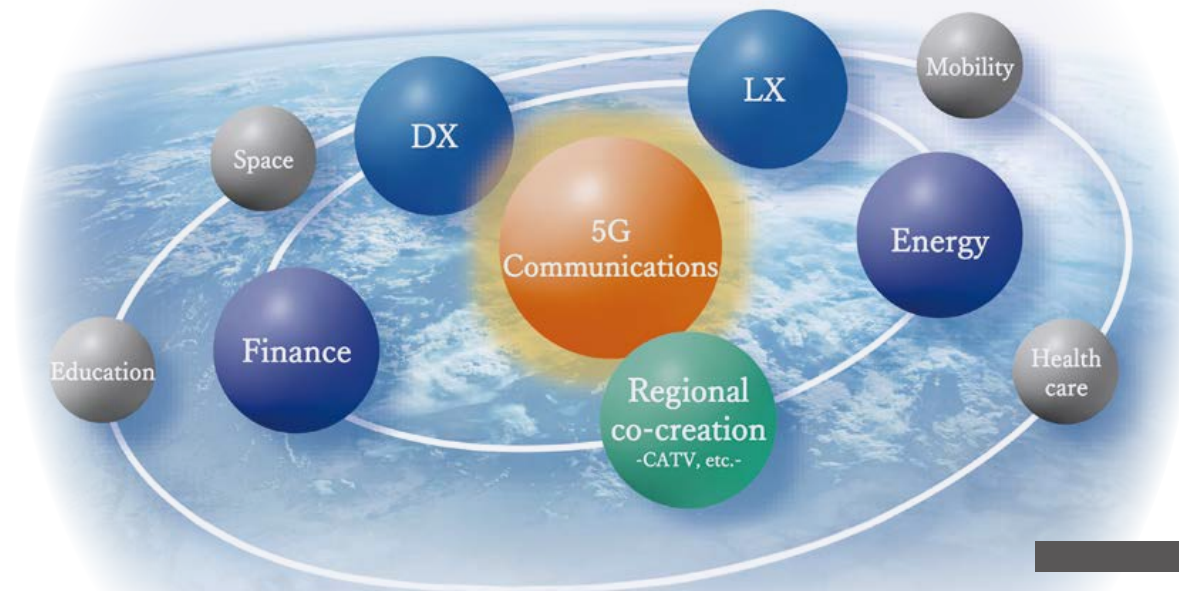 LX
Mobility
DX
Space
5G
Communications
Energy
Finance
Education
Health
care
Regional
co-creation
-CATV, etc.-